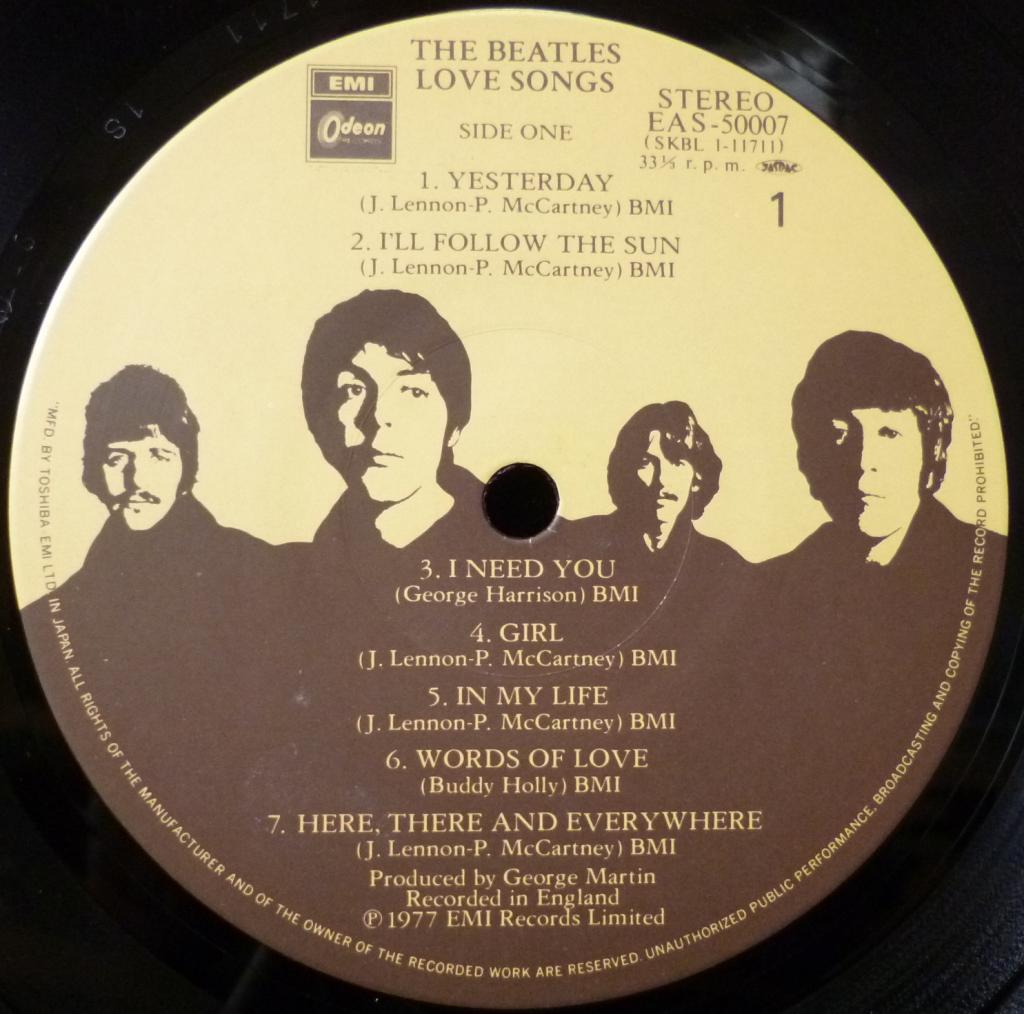 THE BEATLES
LOVE SONGS
EMI
Odeon
SIDE ONE
STEREO
EAS-50007
(SKBL 1-11711)
33⅓ r.p.m. JASRAC
1
1. YESTERDAY
(J. Lennon-P. McCartney) BMI
2. I'LL FOLLOW THE SUN
(J. Lennon-P. McCartney) BMI
3. I NEED YOU
(George Harrison) BMI
4. GIRL
(J. Lennon-P. McCartney) BMI
5. IN MY LIFE
(J. Lennon-P. McCartney) BMI
6. WORDS OF LOVE
(Buddy Holly) BMI
7. HERE, THERE AND EVERYWHERE
(J. Lennon-P. McCartney) BMI
Produced by George Martin
Recorded in England
℗ 1977 EMI Records Limited
"MFD. BY TOSHIBA EMI LTD. IN JAPAN. ALL RIGHTS OF THE MANUFACTURER AND OF THE OWNER OF THE RECORDED WORK ARE RESERVED. UNAUTHORIZED PUBLIC PERFORMANCE, BROADCASTING AND COPYING OF THE RECORD PROHIBITED."